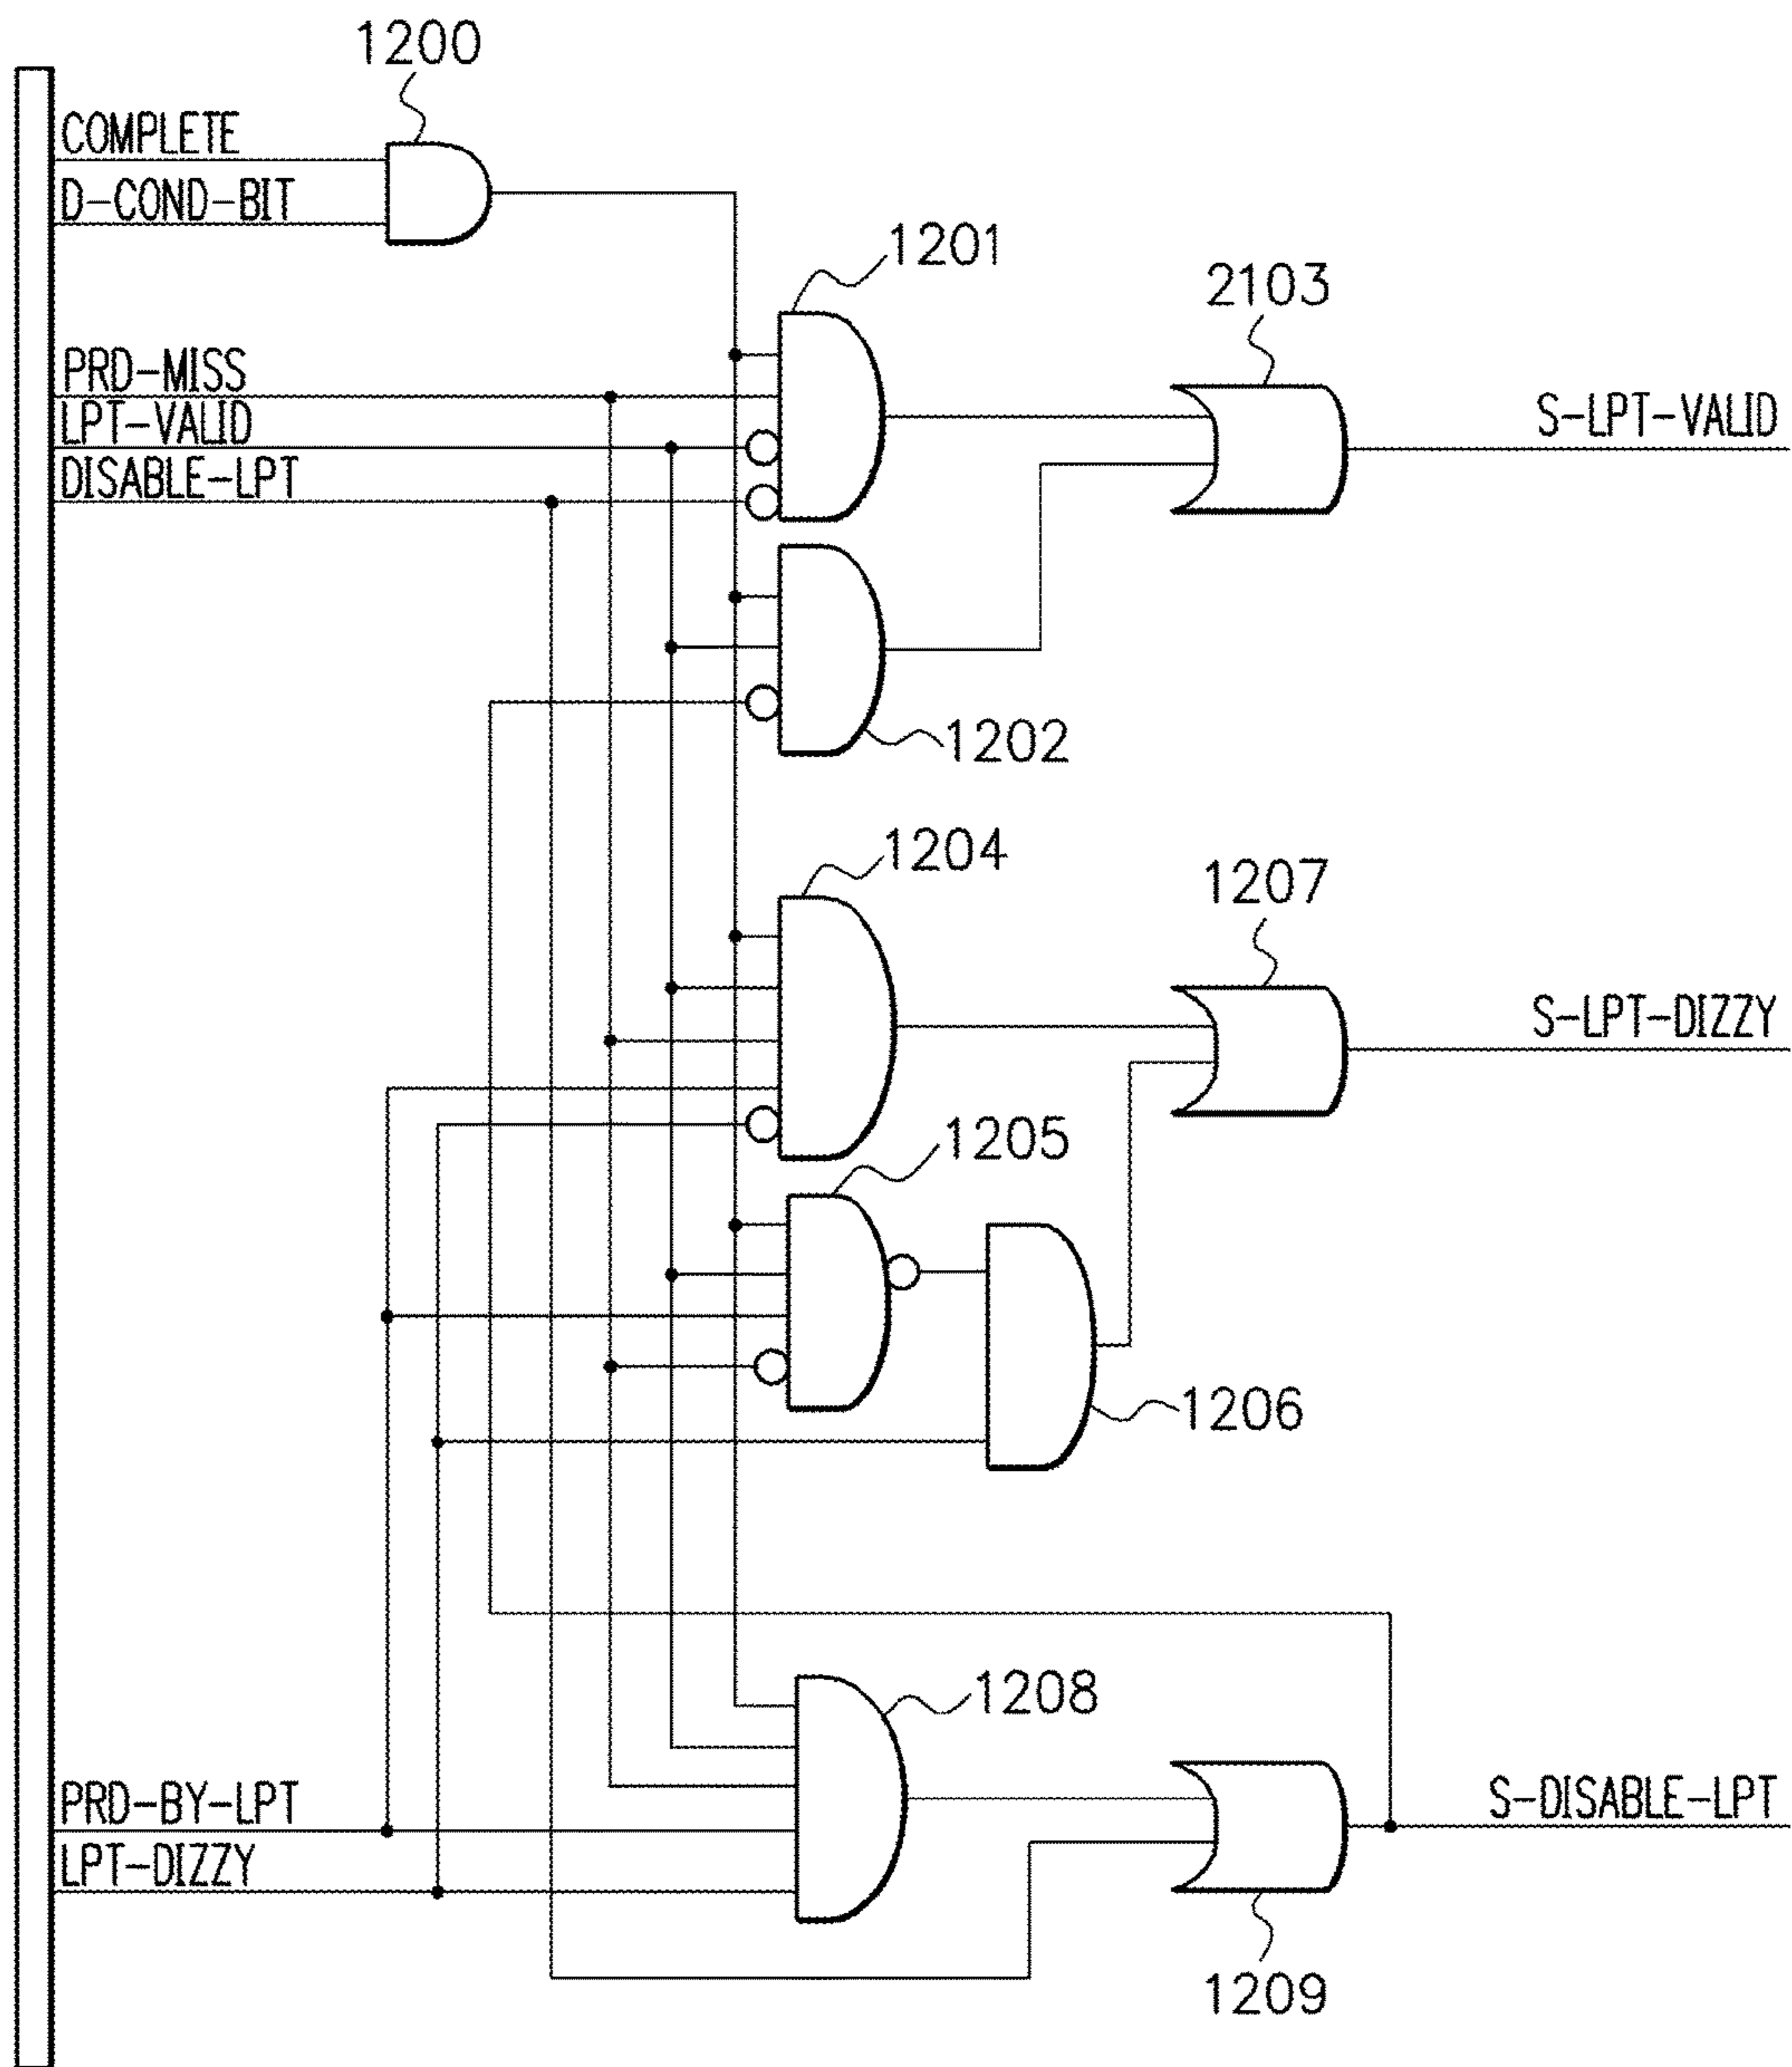 1200
COMPLETE
D-COND-BIT
1201
2103
PRD-MISS
LPT-VALID
DISABLE-LPT
S-LPT-VALID
1202
1204
1207
S-LPT-DIZZY
1205
1206
1208
PRD-BY-LPT
LPT-DIZZY
S-DISABLE-LPT
1209